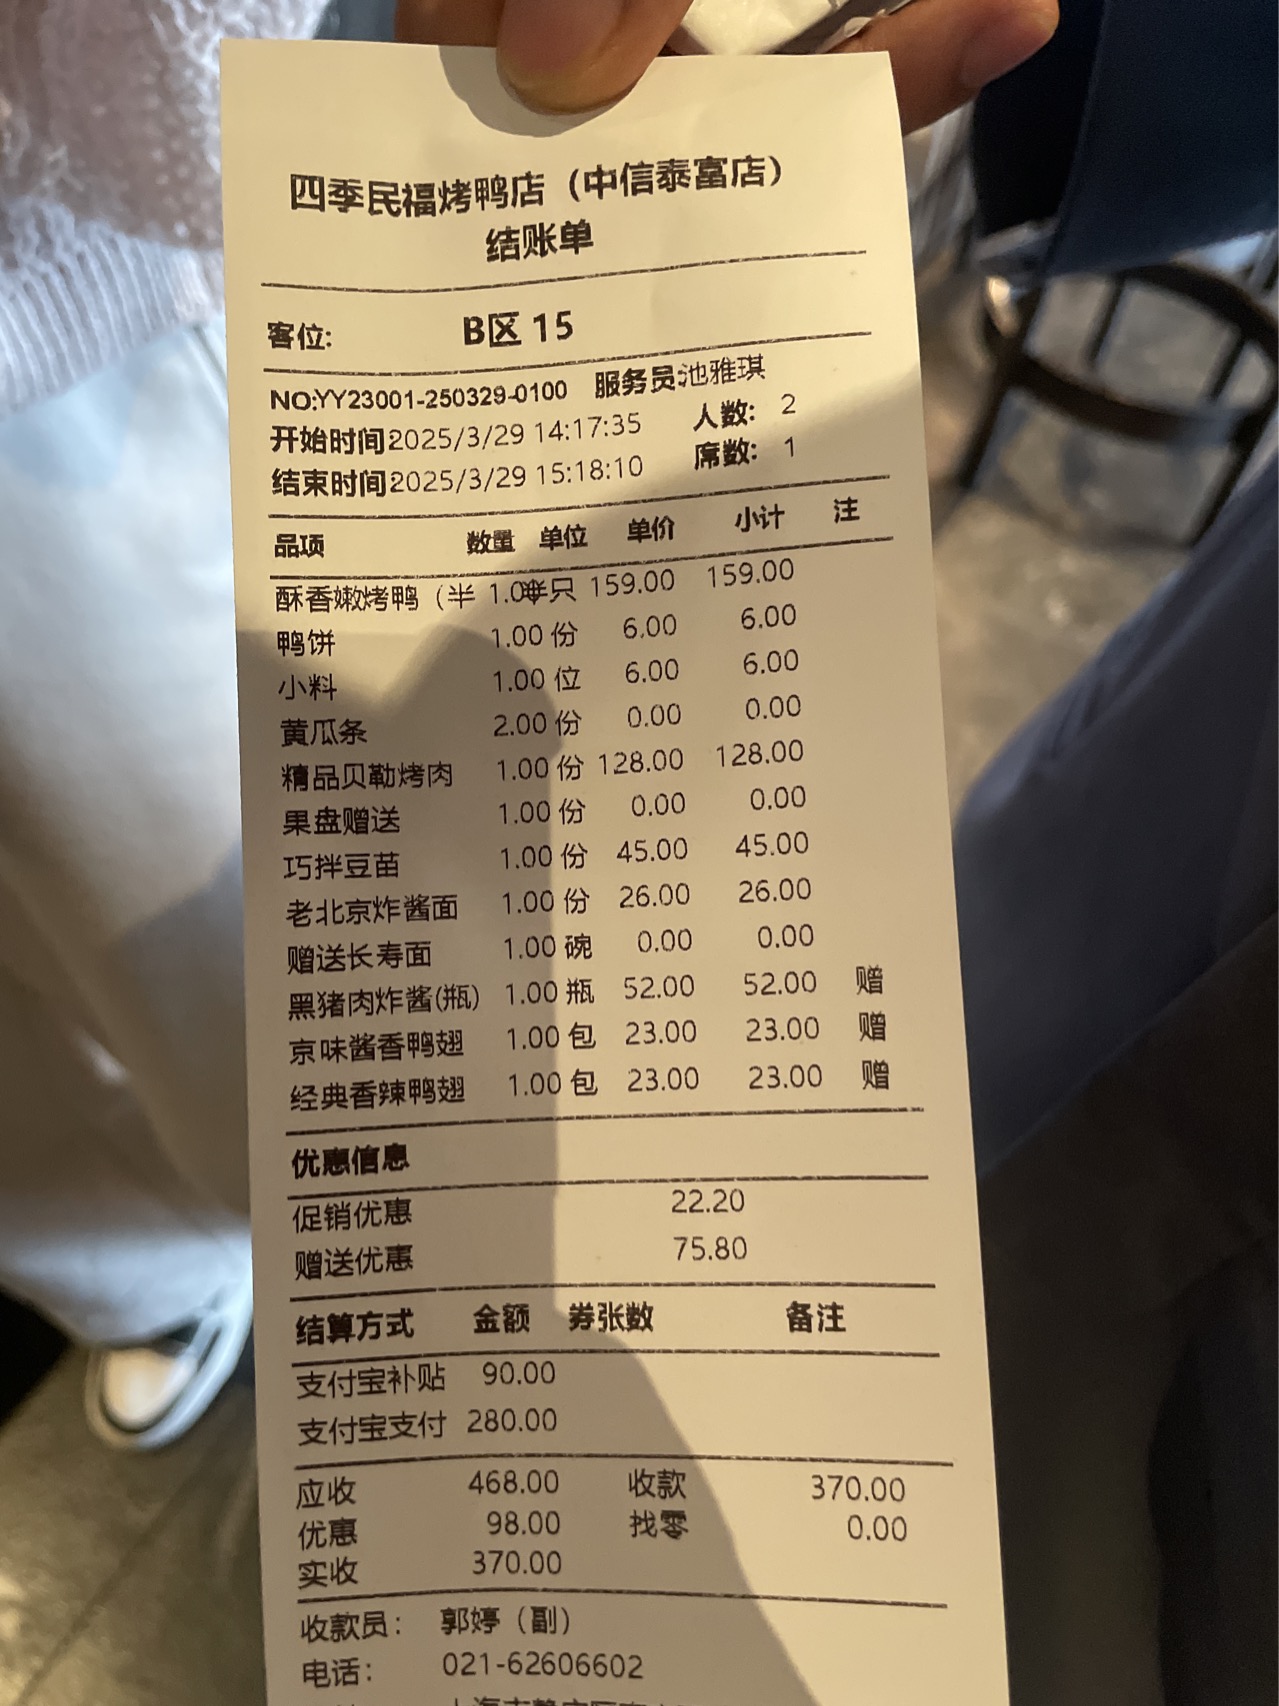 四季民福烤鸭店（中信泰富店）
结账单
客位: B区 15
NO:YY23001-250329-0100 服务员池雅琪
开始时间2025/3/29 14:17:35 人数: 2
结束时间2025/3/29 15:18:10 席数: 1
品项 数量 单位 单价 小计 注
酥香嫩烤鸭（半 1.00半只 159.00 159.00
鸭饼 1.00 份 6.00 6.00
小料 1.00 位 6.00 6.00
黄瓜条 2.00 份 0.00 0.00
精品贝勒烤肉 1.00 份 128.00 128.00
果盘赠送 1.00 份 0.00 0.00
巧拌豆苗 1.00 份 45.00 45.00
老北京炸酱面 1.00 份 26.00 26.00
赠送长寿面 1.00 碗 0.00 0.00
黑猪肉炸酱(瓶) 1.00 瓶 52.00 52.00 赠
京味酱香鸭翅 1.00 包 23.00 23.00 赠
经典香辣鸭翅 1.00 包 23.00 23.00 赠
优惠信息
促销优惠 22.20
赠送优惠 75.80
结算方式 金额 券张数 备注
支付宝补贴 90.00
支付宝支付 280.00
应收 468.00 收款 370.00
优惠 98.00 找零 0.00
实收 370.00
收款员： 郭婷（副）
电话： 021-62606602